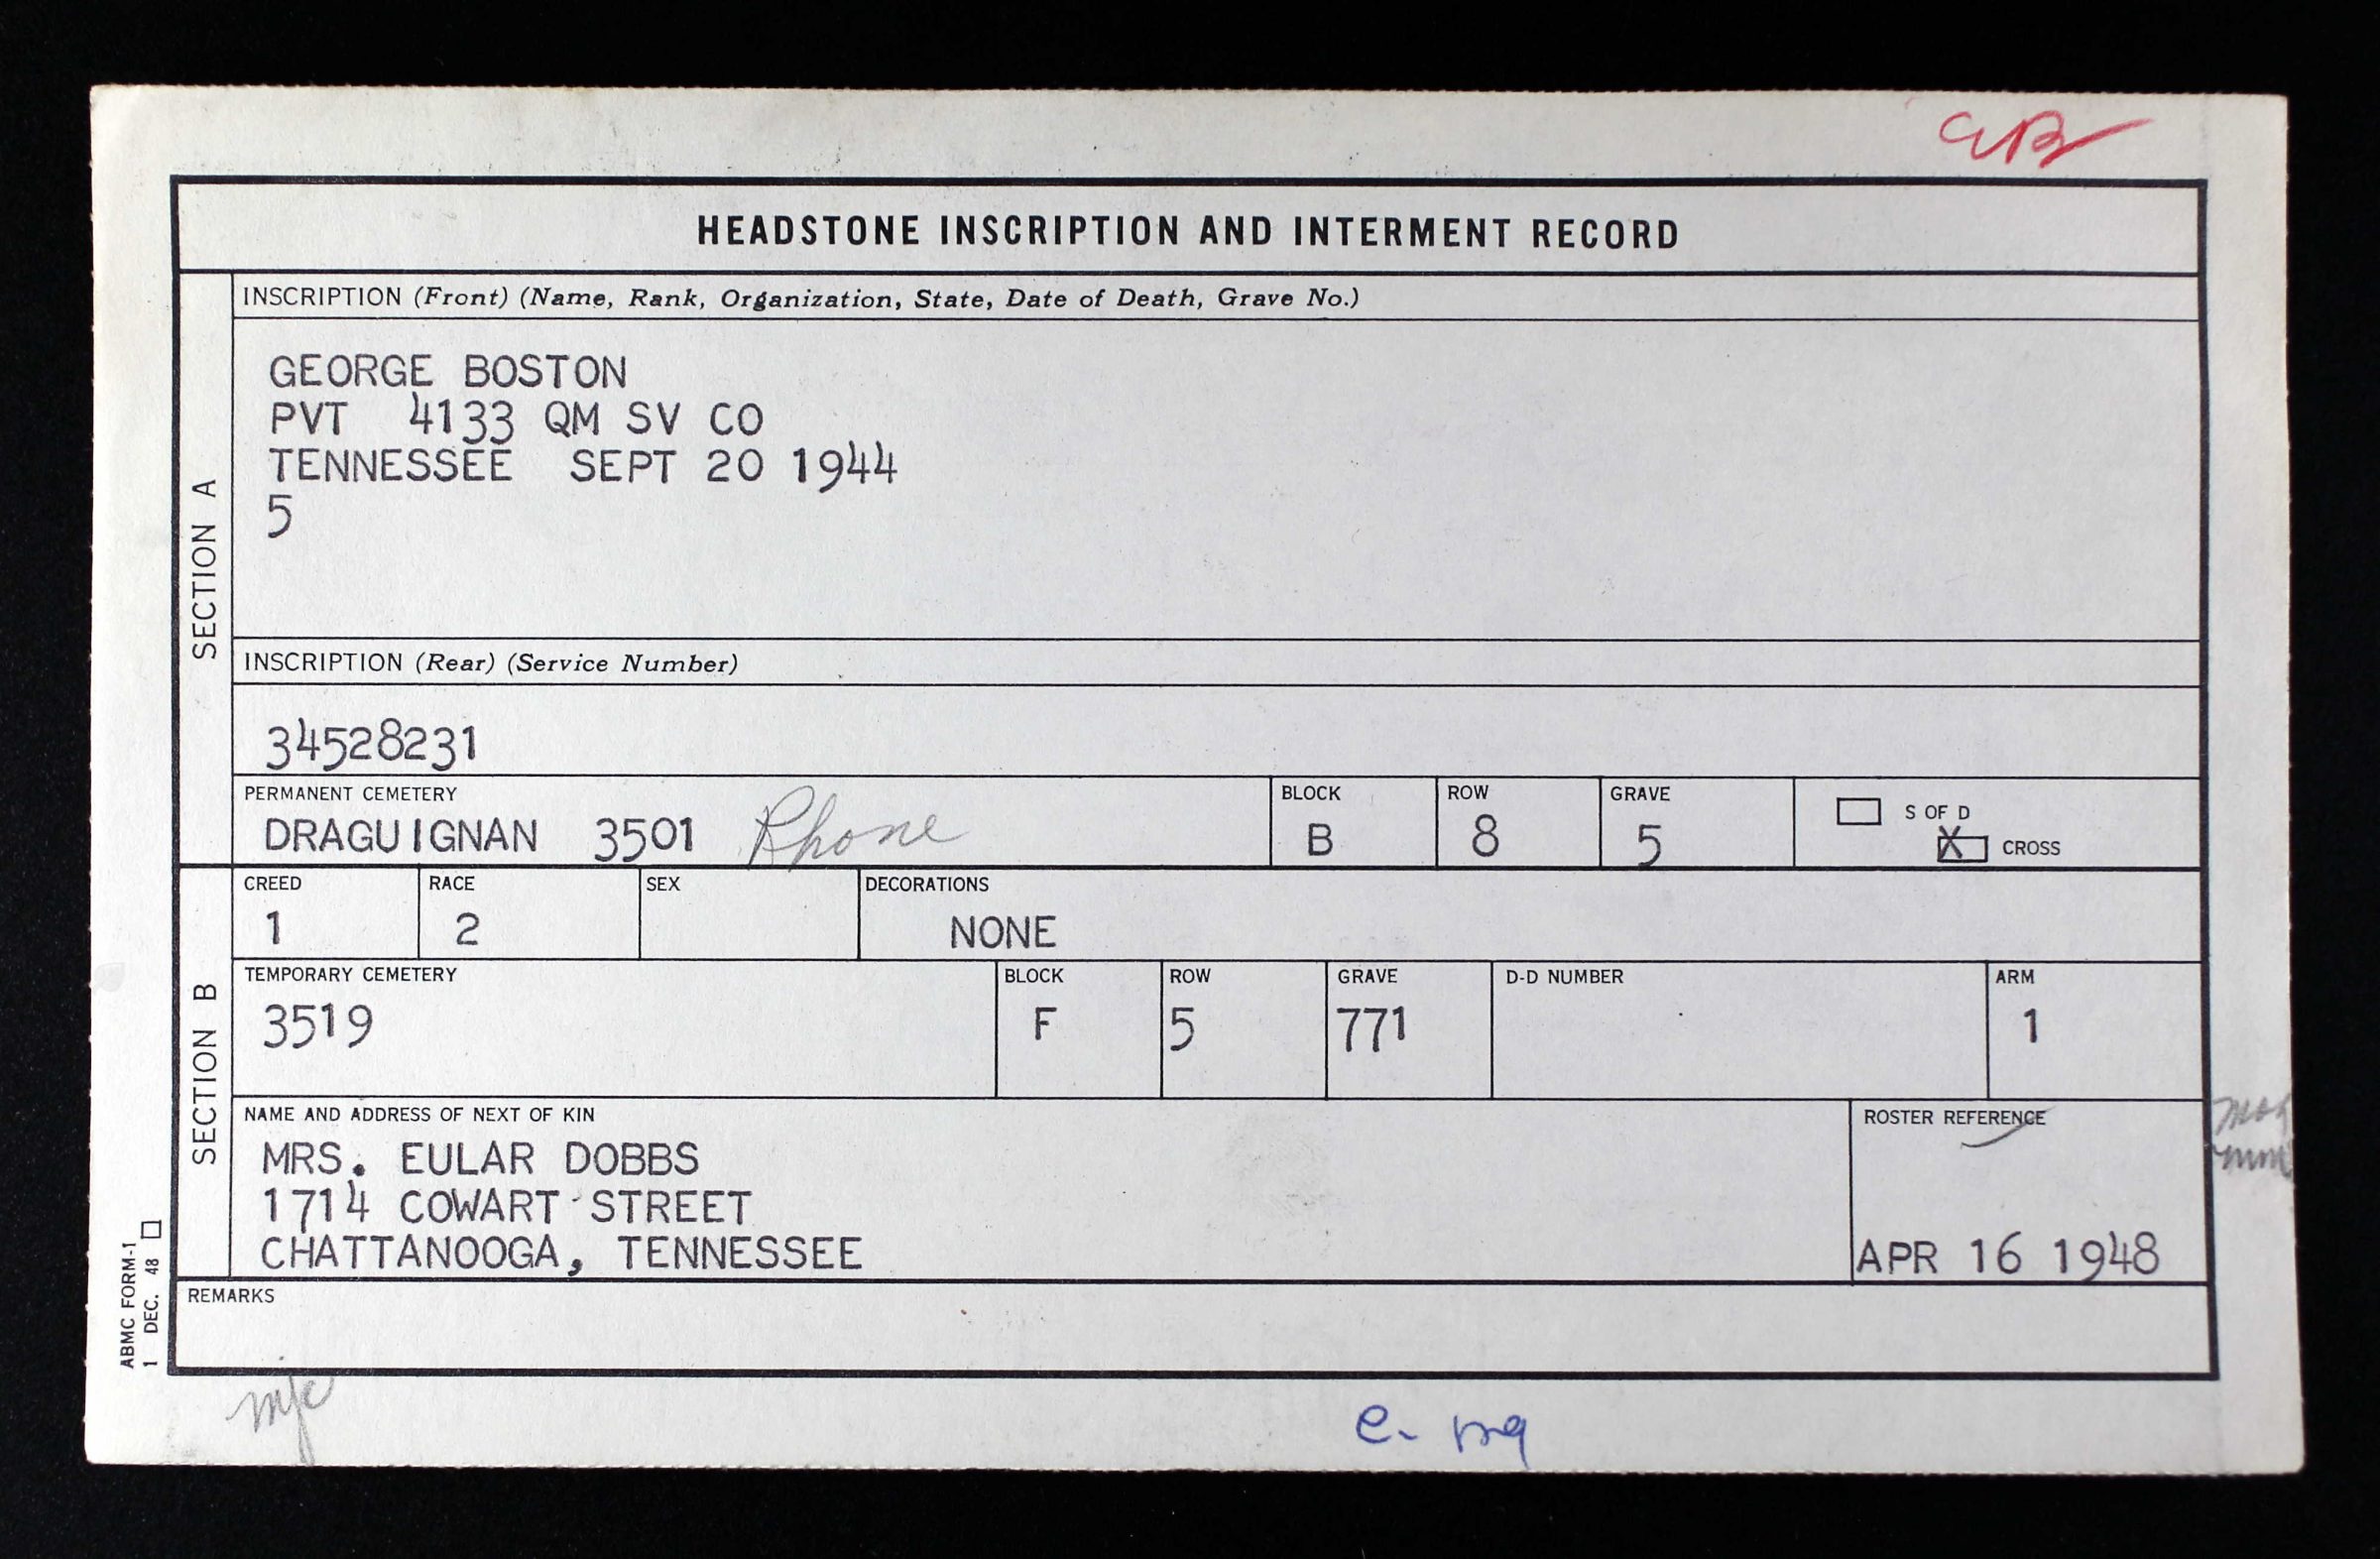 HEADSTONE INSCRIPTION AND INTERMENT RECORD
SECTION A
INSCRIPTION (Front) (Name, Rank, Organization, State, Date of Death, Grave No.)
GEORGE BOSTON
PVT 4133 QM SV CO
TENNESSEE SEPT 20 1944
5
INSCRIPTION (Rear) (Service Number)
34528231
PERMANENT CEMETERY BLOCK ROW GRAVE
DRAGUIGNAN 3501 Rhone B 8 5
S OF D
X CROSS
SECTION B
CREED RACE SEX DECORATIONS
1 2 NONE
TEMPORARY CEMETERY BLOCK ROW GRAVE D-D NUMBER ARM
3519 F 5 771 1
NAME AND ADDRESS OF NEXT OF KIN ROSTER REFERENCE
MRS. EULAR DOBBS
1714 COWART STREET
CHATTANOOGA, TENNESSEE APR 16 1948
REMARKS
ABMC FORM-1
1 DEC. 48